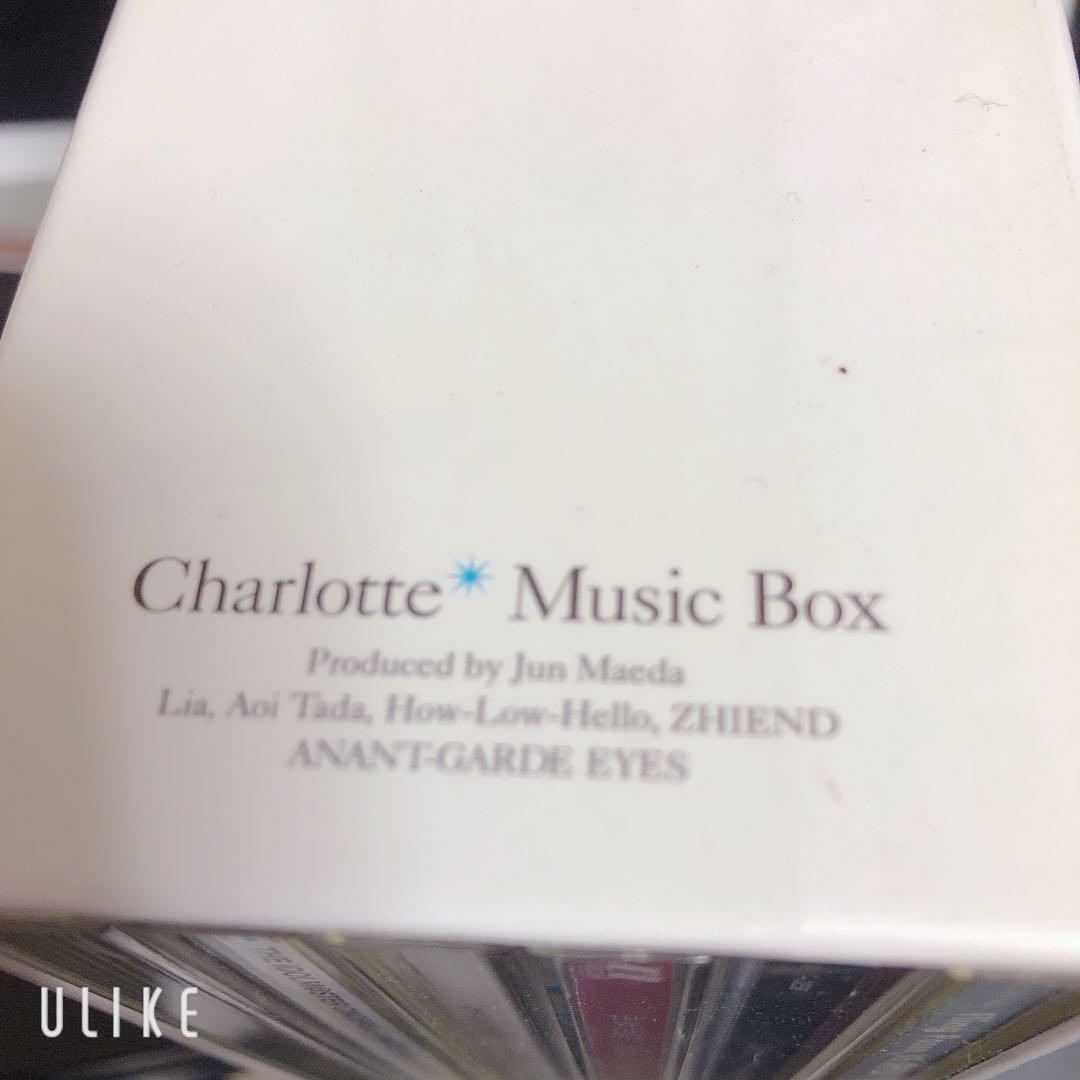 Charlotte* Music Box
Produced by Jun Maeda
Lia, Aoi Tada, How-Low-Hello, ZHIEND
ANANT-GARDE EYES
ULIKE